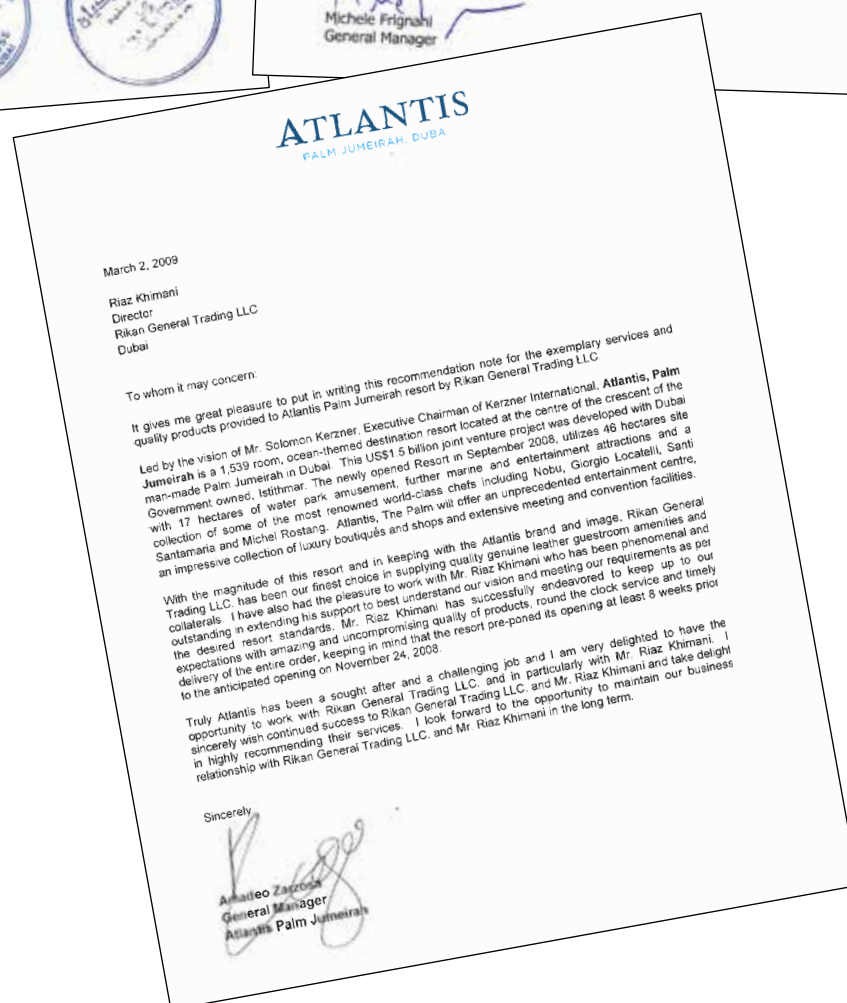 Michele Frignani
General Manager
ATLANTIS
PALM JUMEIRAH, DUBA
March 2, 2009
Riaz Khimani
Director
Rikan General Trading LLC
Dubai
To whom it may concern:
It gives me great pleasure to put in writing this recommendation note for the exemplary services and
quality products provided to Atlantis Palm Jumeirah resort by Rikan General Trading LLC.
Led by the vision of Mr. Solomon Kerzner, Executive Chairman of Kerzner International, Atlantis, Palm
Jumeirah is a 1,539 room, ocean-themed destination resort located at the centre of the crescent of the
man-made Palm Jumeirah in Dubai. This US$1.5 billion joint venture project was developed with Dubai
Government owned, Istithmar. The newly opened Resort in September 2008, utilizes 46 hectares site
with 17 hectares of water park amusement, further marine and entertainment attractions and a
collection of some of the most renowned world-class chefs including Nobu, Giorgio Locatelli, Santi
Santamaria and Michel Rostang. Atlantis, The Palm will offer an unprecedented entertainment centre,
an impressive collection of luxury boutiques and shops and extensive meeting and convention facilities.
With the magnitude of this resort and in keeping with the Atlantis brand and image, Rikan General
Trading LLC. has been our finest choice in supplying quality genuine leather guestroom amenities and
collaterals. I have also had the pleasure to work with Mr. Riaz Khimani who has been phenomenal and
outstanding in extending his support to best understand our vision and meeting our requirements as per
the desired resort standards. Mr. Riaz Khimani has successfully endeavored to keep up to our
expectations with amazing and uncompromising quality of products, round the clock service and timely
delivery of the entire order, keeping in mind that the resort pre-poned its opening at least 8 weeks prior
to the anticipated opening on November 24, 2008.
Truly Atlantis has been a sought after and a challenging job and I am very delighted to have the
opportunity to work with Rikan General Trading LLC. and in particularly with Mr. Riaz Khimani. I
sincerely wish continued success to Rikan General Trading LLC. and Mr. Riaz Khimani and take delight
in highly recommending their services. I look forward to the opportunity to maintain our business
relationship with Rikan General Trading LLC. and Mr. Riaz Khimani in the long term.
Sincerely
Amadeo Zarzosa
General Manager
Atlantis Palm Jumeirah